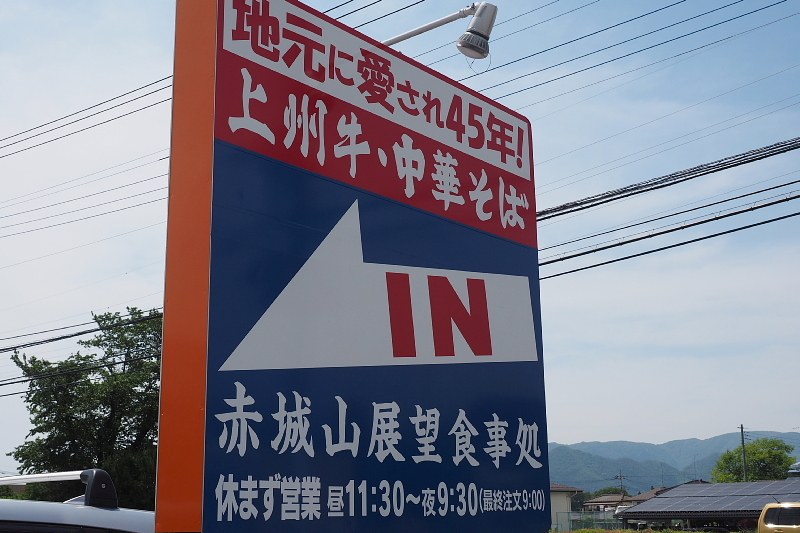 地元に愛され45年!
上州牛・中華そば
IN
赤城山展望食事処
休まず営業 昼11:30～夜9:30(最終注文9:00)